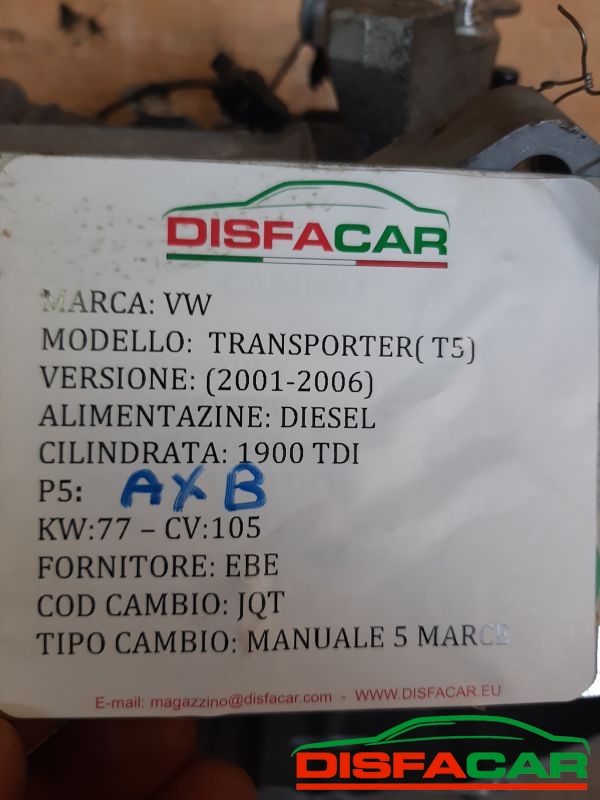 DISFACAR
MARCA: VW
MODELLO: TRANSPORTER( T5)
VERSIONE: (2001-2006)
ALIMENTAZINE: DIESEL
CILINDRATA: 1900 TDI
P5: AXB
KW:77 – CV:105
FORNITORE: EBE
COD CAMBIO: JQT
TIPO CAMBIO: MANUALE 5 MARCE
E-mail: magazzino@disfacar.com - WWW.DISFACAR.EU
DISFACAR